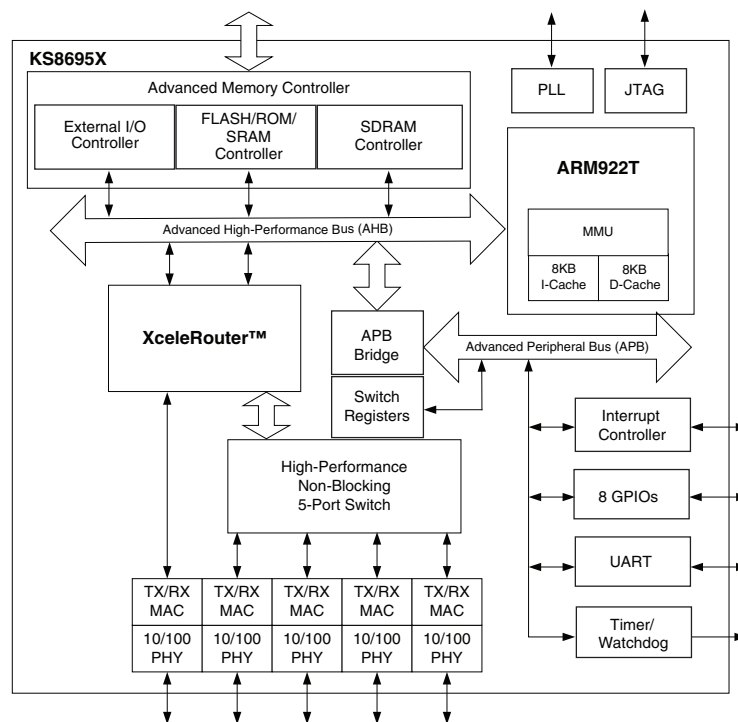 KS8695X
Advanced Memory Controller
External I/O
Controller
FLASH/ROM/
SRAM
Controller
SDRAM
Controller
PLL
JTAG
ARM922T
MMU
8KB
I-Cache
8KB
D-Cache
Advanced High-Performance Bus (AHB)
XceleRouter™
APB
Bridge
Advanced Peripheral Bus (APB)
Switch
Registers
High-Performance
Non-Blocking
5-Port Switch
Interrupt
Controller
8 GPIOs
UART
Timer/
Watchdog
TX/RX
MAC
TX/RX
MAC
TX/RX
MAC
TX/RX
MAC
TX/RX
MAC
10/100
PHY
10/100
PHY
10/100
PHY
10/100
PHY
10/100
PHY